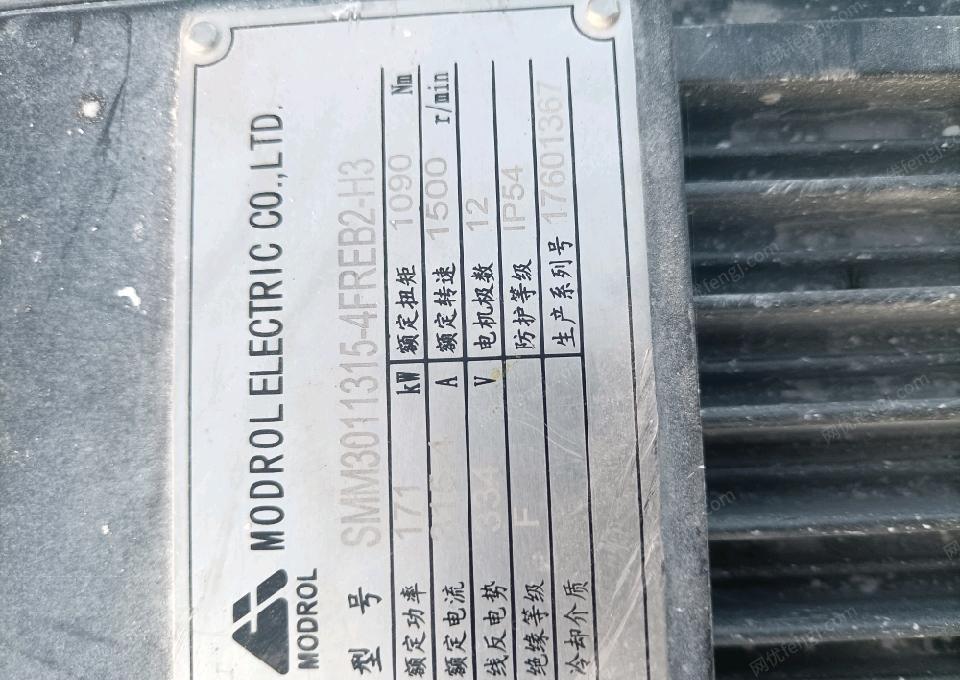 MODROL
MODROL ELECTRIC CO.,LTD.
型 号 SMM3011315-4FREB2-H3
额定功率 171 kW 额定扭矩 1090 Nm
额定电流 A 额定转速 1500 r/min
线反电势 334 V 电机极数 12
绝缘等级 F 防护等级 IP54
冷却介质 生产系列号 17601367